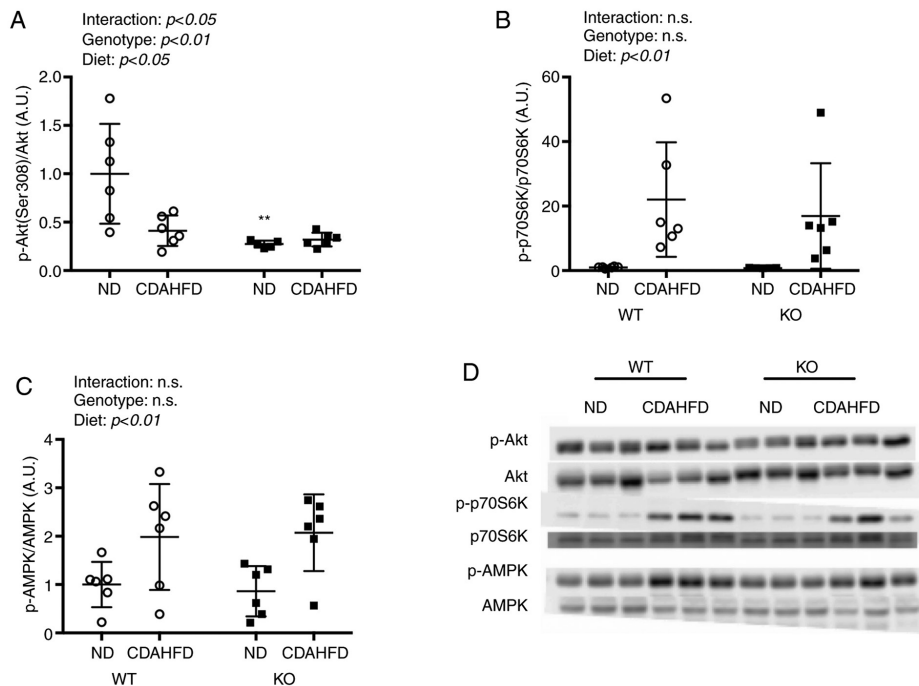 A
Interaction: p<0.05
Genotype: p<0.01
Diet: p<0.05
p-Akt(Ser308)/Akt (A.U.)
2.0
1.5
1.0
0.5
0.0
**
ND CDAHFD ND CDAHFD
B
Interaction: n.s.
Genotype: n.s.
Diet: p<0.01
p-p70S6K/p70S6K (A.U.)
60
40
20
0
ND CDAHFD ND CDAHFD
WT KO
C
Interaction: n.s.
Genotype: n.s.
Diet: p<0.01
p-AMPK/AMPK (A.U.)
4
3
2
1
0
ND CDAHFD ND CDAHFD
WT KO
D
WT KO
ND CDAHFD ND CDAHFD
p-Akt
Akt
p-p70S6K
p70S6K
p-AMPK
AMPK